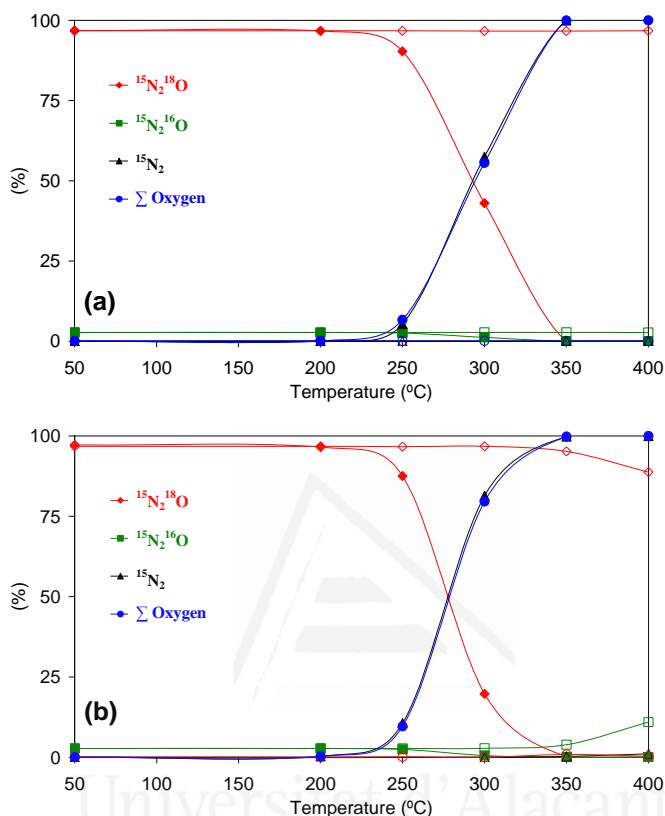 100
75
50
25
0
(%)
¹⁵N₂¹⁸O
¹⁵N₂¹⁶O
¹⁵N₂
∑ Oxygen
(a)
50 100 150 200 250 300 350 400
Temperature (ºC)
100
75
50
25
0
(%)
¹⁵N₂¹⁸O
¹⁵N₂¹⁶O
¹⁵N₂
∑ Oxygen
(b)
50 100 150 200 250 300 350 400
Temperature (ºC)
Universitat d'Alacant